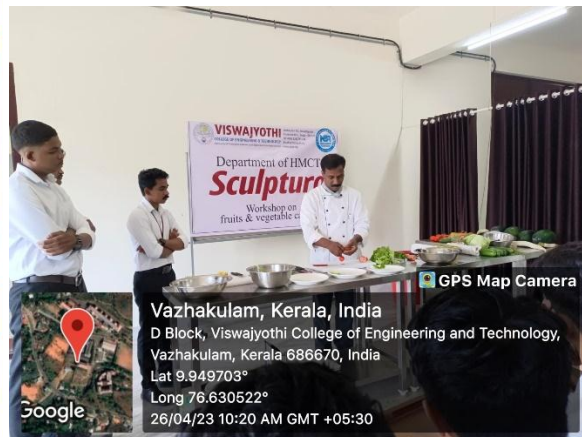 VISWAJYOTHI
Department of HMCT
Sculpture
Workshop on
fruits & vegetable
GPS Map Camera
Vazhakulam, Kerala, India
D Block, Viswajyothi College of Engineering and Technology,
Vazhakulam, Kerala 686670, India
Lat 9.949703°
Long 76.630522°
26/04/23 10:20 AM GMT +05:30
Google